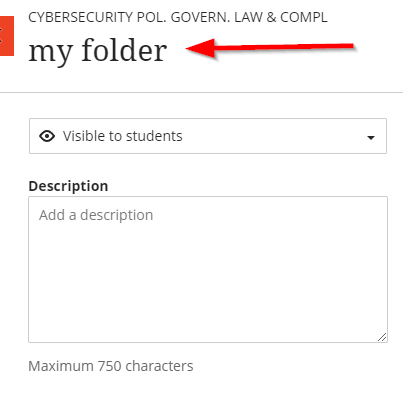 CYBERSECURITY POL. GOVERN. LAW & COMPL
my folder
Visible to students
Description
Add a description
Maximum 750 characters